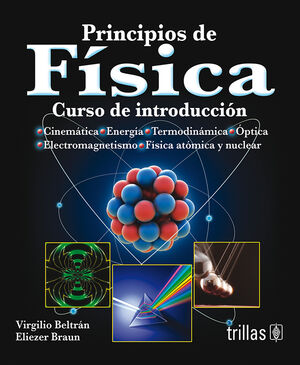 Principios de
Física
Curso de introducción
•Cinemática •Energía •Termodinámica •Óptica
•Electromagnetismo •Física atómica y nuclear
Virgilio Beltrán
Eliezer Braun
trillas